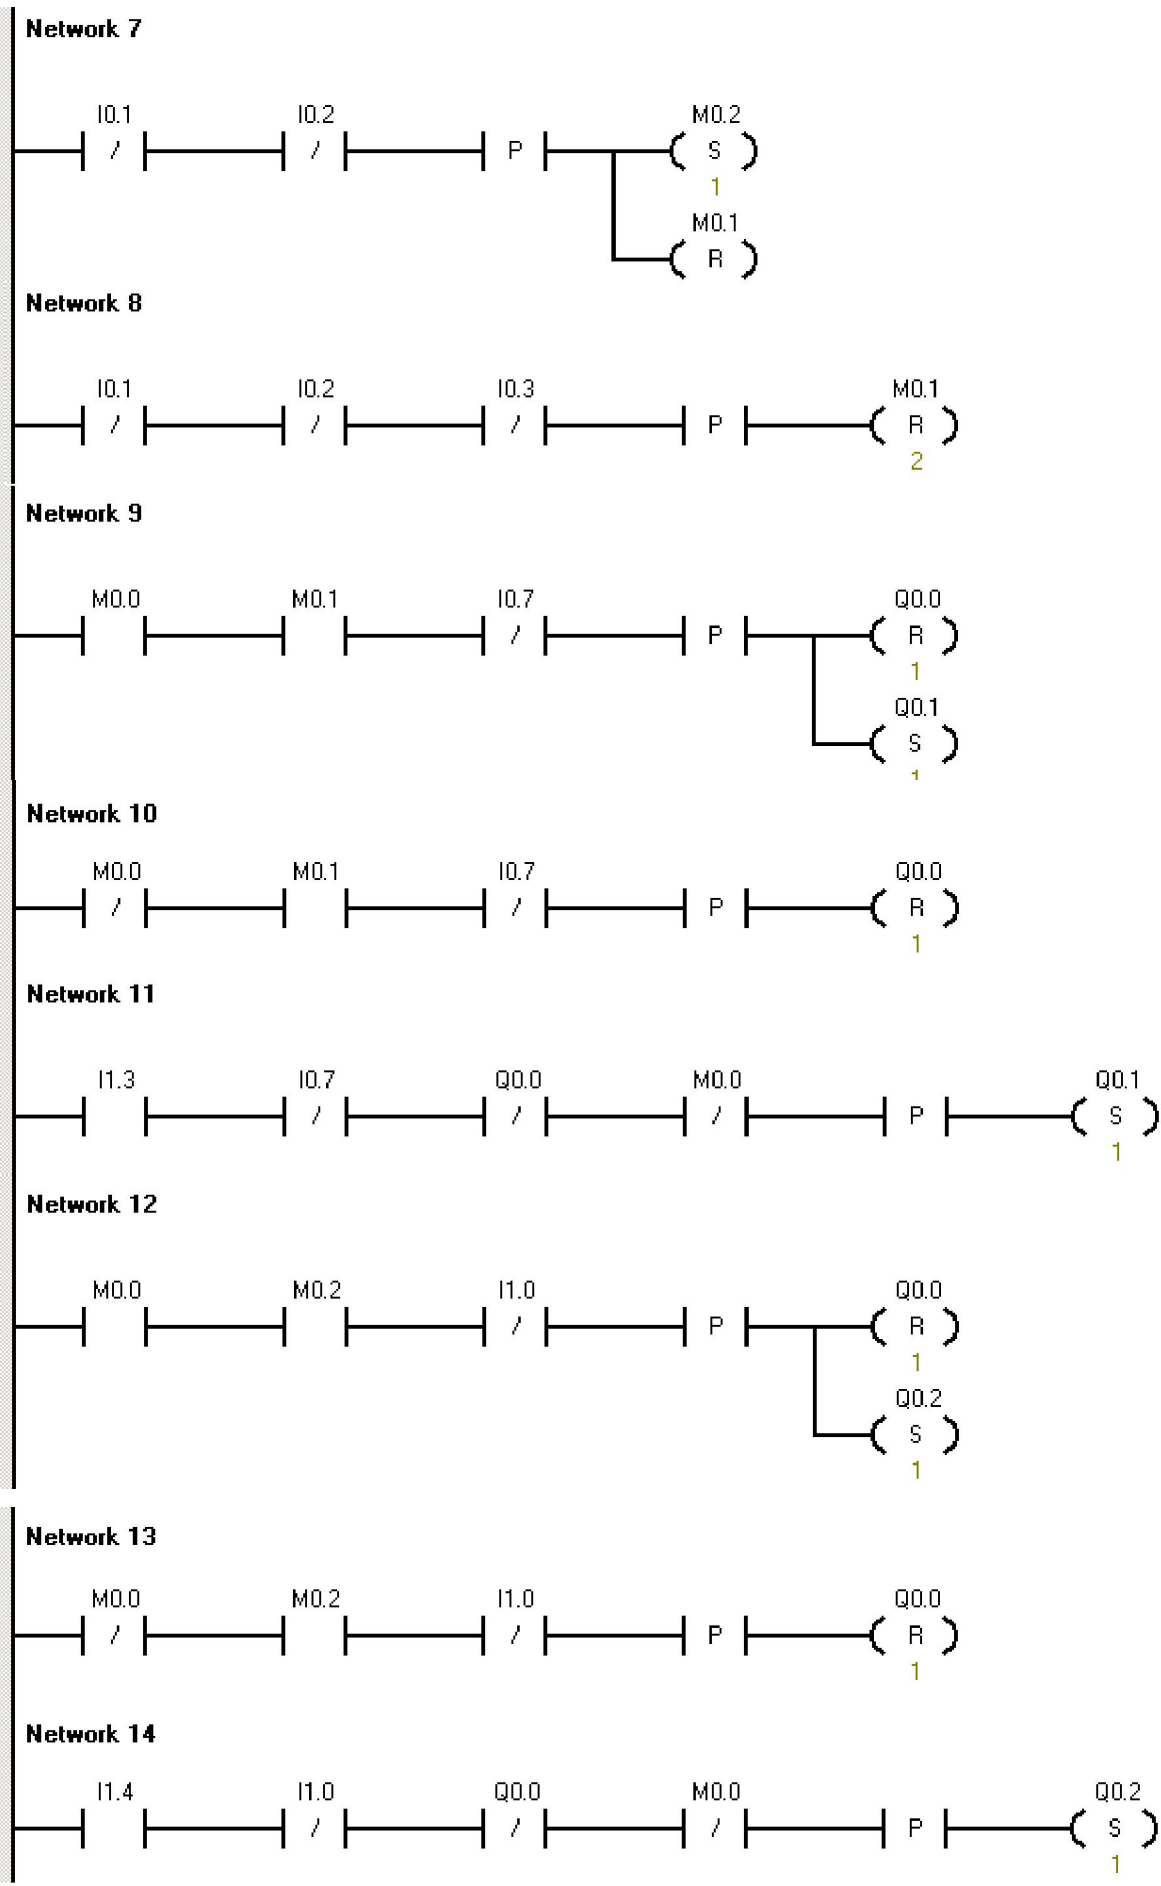 Network 7
I0.1 I0.2 M0.2
/ / P S
1
M0.1
R
Network 8
I0.1 I0.2 I0.3 M0.1
/ / / P R
2
Network 9
M0.0 M0.1 I0.7 Q0.0
/ P R
1
Q0.1
S
1
Network 10
M0.0 M0.1 I0.7 Q0.0
/ / P R
1
Network 11
I1.3 I0.7 Q0.0 M0.0 Q0.1
/ / / P S
1
Network 12
M0.0 M0.2 I1.0 Q0.0
/ P R
1
Q0.2
S
1
Network 13
M0.0 M0.2 I1.0 Q0.0
/ / P R
1
Network 14
I1.4 I1.0 Q0.0 M0.0 Q0.2
/ / / P S
1